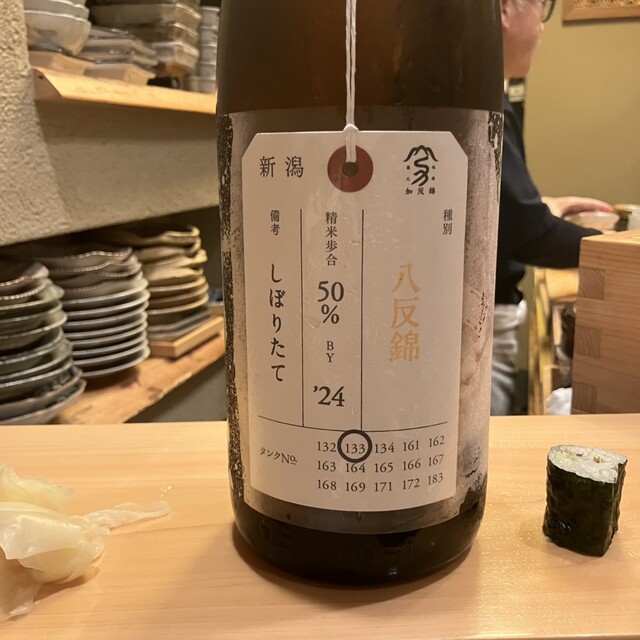 新潟
加茂錦
種別
八反錦
精米歩合
50%
BY
'24
備考
しぼりたて
タンクNo.
132 133 134 161 162
163 164 165 166 167
168 169 171 172 183